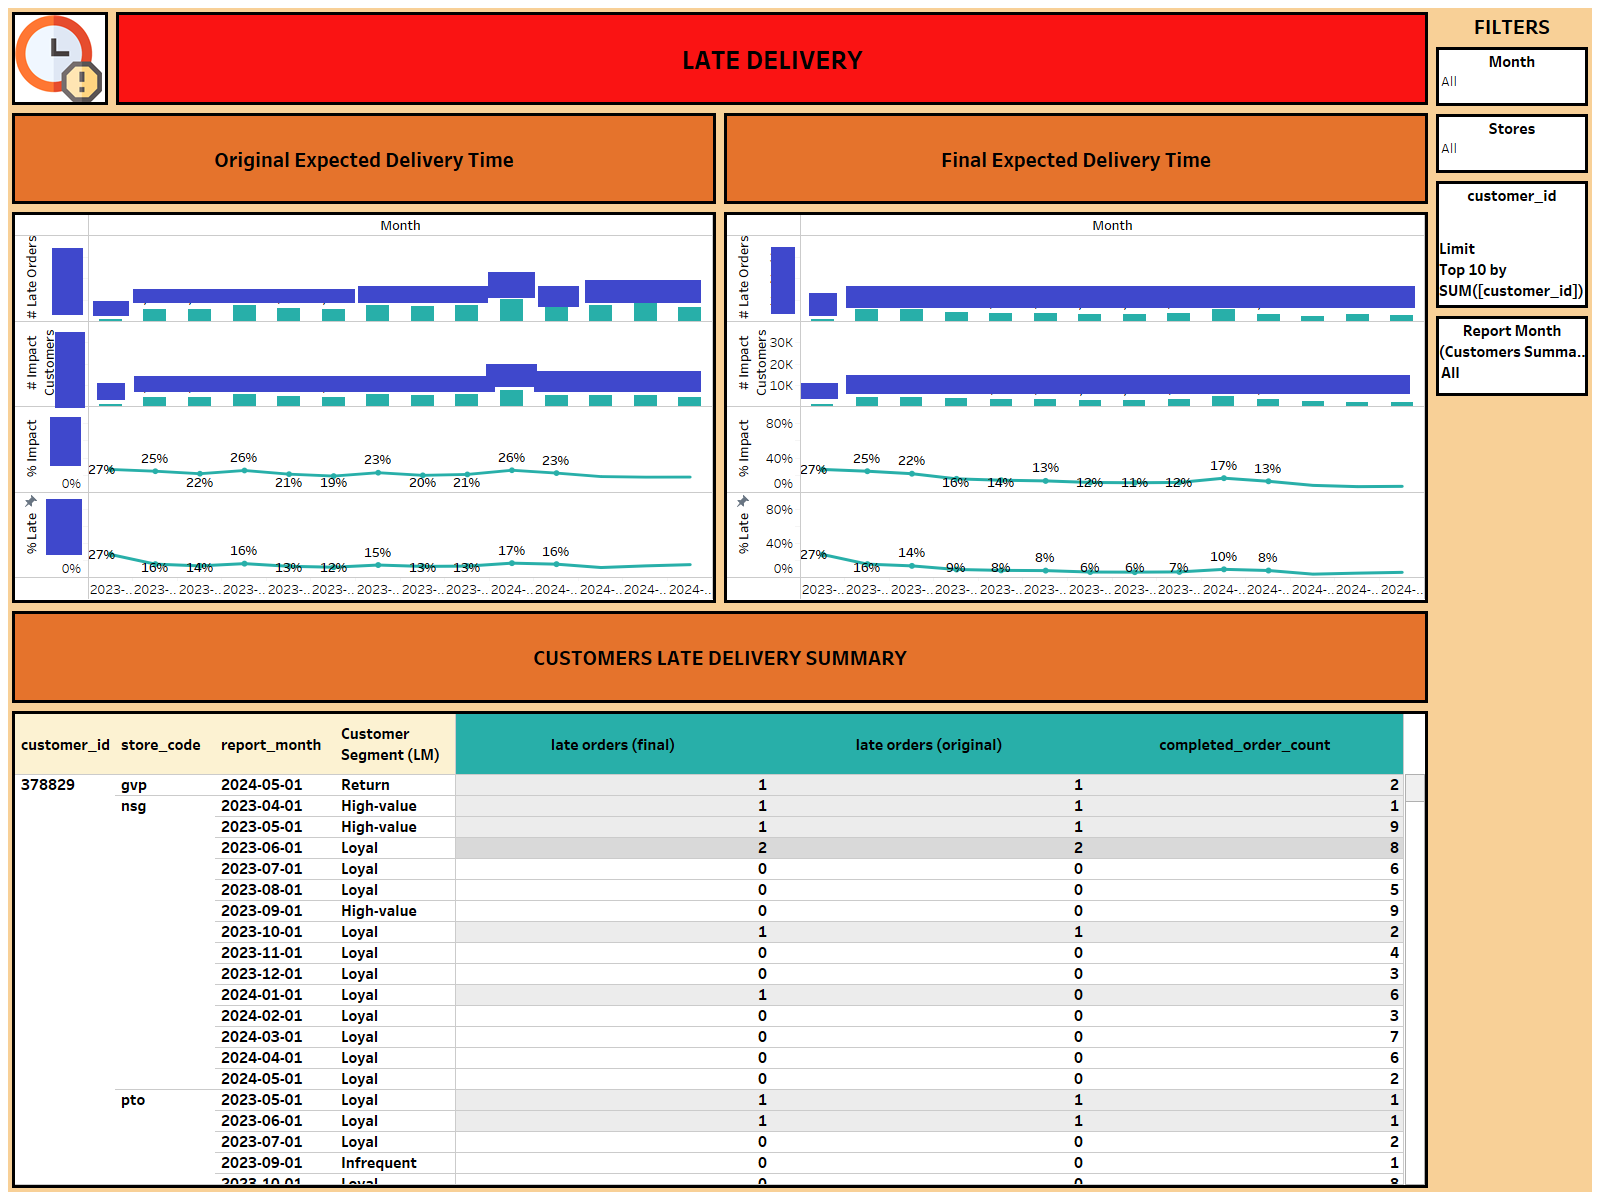 LATE DELIVERY
FILTERS
Month
All
Stores
All
customer_id
Limit
Top 10 by
SUM([customer_id])
Report Month
(Customers Summa..
All
Original Expected Delivery Time
Final Expected Delivery Time
Month
# Late Orders
# Impact
Customers
% Impact
0%
27% 25% 22% 26% 21% 19% 23% 20% 21% 26% 23%
% Late
0%
27% 16% 14% 16% 13% 12% 15% 13% 13% 17% 16%
2023-.. 2023-.. 2023-.. 2023-.. 2023-.. 2023-.. 2023-.. 2023-.. 2023-.. 2024-.. 2024-.. 2024-.. 2024-.. 2024-..
Month
# Late Orders
# Impact
Customers
30K
20K
10K
% Impact
80%
40%
0%
27% 25% 22% 16% 14% 13% 12% 11% 12% 17% 13%
% Late
80%
40%
0%
27% 16% 14% 9% 8% 8% 6% 6% 7% 10% 8%
2023-.. 2023-.. 2023-.. 2023-.. 2023-.. 2023-.. 2023-.. 2023-.. 2023-.. 2024-.. 2024-.. 2024-.. 2024-.. 2024-..
CUSTOMERS LATE DELIVERY SUMMARY
customer_id store_code report_month Customer Segment (LM) late orders (final) late orders (original) completed_order_count
378829 gvp 2024-05-01 Return 1 1 2
nsg 2023-04-01 High-value 1 1 1
2023-05-01 High-value 1 1 9
2023-06-01 Loyal 2 2 8
2023-07-01 Loyal 0 0 6
2023-08-01 Loyal 0 0 5
2023-09-01 High-value 0 0 9
2023-10-01 Loyal 1 1 2
2023-11-01 Loyal 0 0 4
2023-12-01 Loyal 0 0 3
2024-01-01 Loyal 1 0 6
2024-02-01 Loyal 0 0 3
2024-03-01 Loyal 0 0 7
2024-04-01 Loyal 0 0 6
2024-05-01 Loyal 0 0 2
pto 2023-05-01 Loyal 1 1 1
2023-06-01 Loyal 1 1 1
2023-07-01 Loyal 0 0 2
2023-09-01 Infrequent 0 0 1
2023-10-01 Loyal 0 0 8